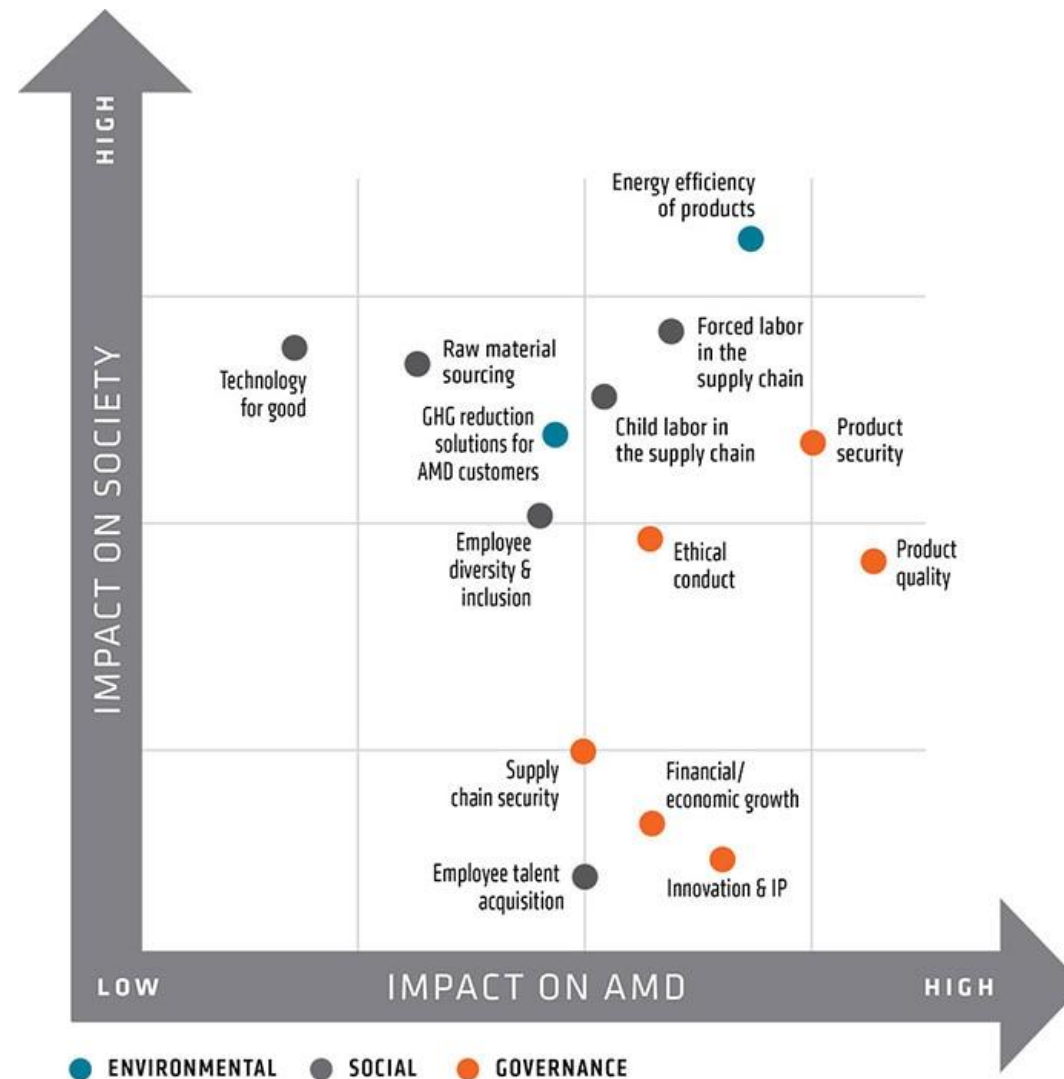 HIGH
IMPACT ON SOCIETY
Energy efficiency
of products
Forced labor
in the
supply chain
Technology
for good
Raw material
sourcing
GHG reduction
solutions for
AMD customers
Child labor in
the supply chain
Product
security
Employee
diversity &
inclusion
Ethical
conduct
Product
quality
Supply
chain security
Financial/
economic growth
Employee talent
acquisition
Innovation & IP
LOW
IMPACT ON AMD
HIGH
ENVIRONMENTAL
SOCIAL
GOVERNANCE